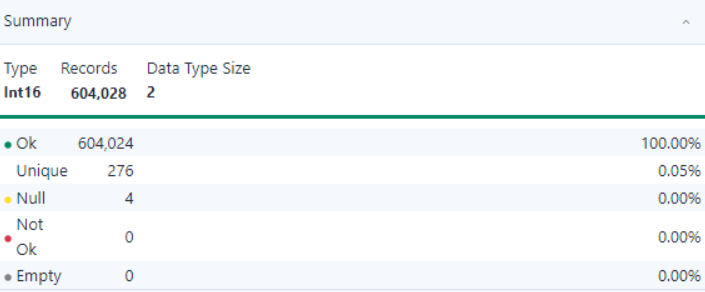 Summary
Type Records Data Type Size
Int16 604,028 2
Ok 604,024 100.00%
Unique 276 0.05%
Null 4 0.00%
Not
Ok 0 0.00%
Empty 0 0.00%